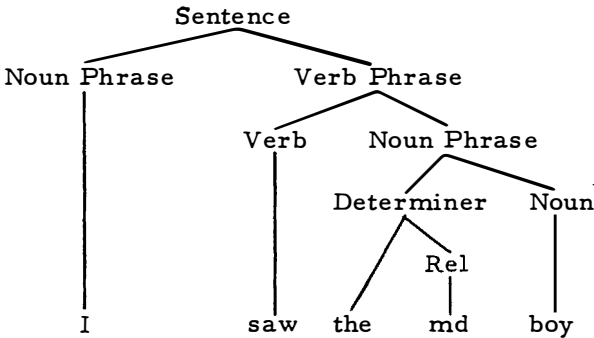 Sentence
Noun Phrase Verb Phrase
Verb Noun Phrase
Determiner Noun
Rel
I saw the md boy